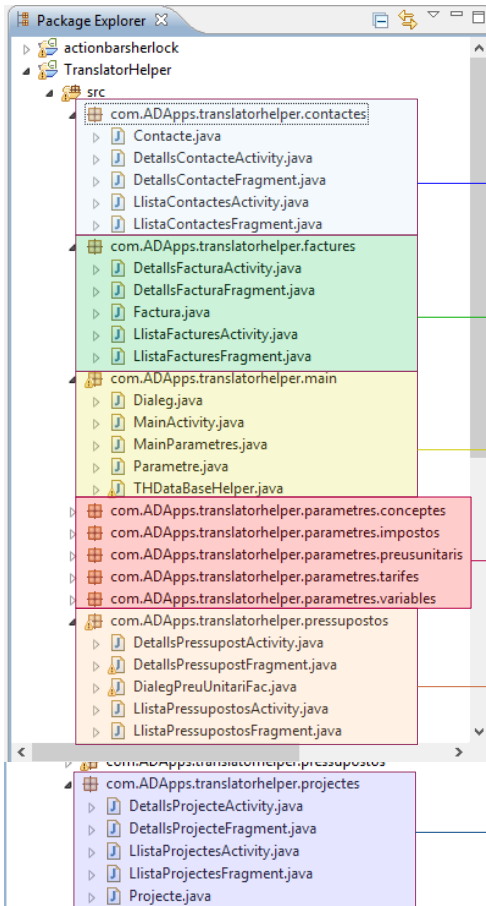 Package Explorer
actionbarsherlock
TranslatorHelper
src
com.ADApps.translatorhelper.contactes
Contacte.java
DetallsContacteActivity.java
DetallsContacteFragment.java
LlistaContactesActivity.java
LlistaContactesFragment.java
com.ADApps.translatorhelper.factures
DetallsFacturaActivity.java
DetallsFacturaFragment.java
Factura.java
LlistaFacturesActivity.java
LlistaFacturesFragment.java
com.ADApps.translatorhelper.main
Dialeg.java
MainActivity.java
MainParametres.java
Parametre.java
THDataBaseHelper.java
com.ADApps.translatorhelper.parametres.conceptes
com.ADApps.translatorhelper.parametres.impostos
com.ADApps.translatorhelper.parametres.preusunitaris
com.ADApps.translatorhelper.parametres.tarifes
com.ADApps.translatorhelper.parametres.variables
com.ADApps.translatorhelper.pressupostos
DetallsPressupostActivity.java
DetallsPressupostFragment.java
DialegPreuUnitariFac.java
LlistaPressupostosActivity.java
LlistaPressupostosFragment.java
com.ADApps.translatorhelper.pressupostos
com.ADApps.translatorhelper.projectes
DetallsProjecteActivity.java
DetallsProjecteFragment.java
LlistaProjectesActivity.java
LlistaProjectesFragment.java
Projecte.java